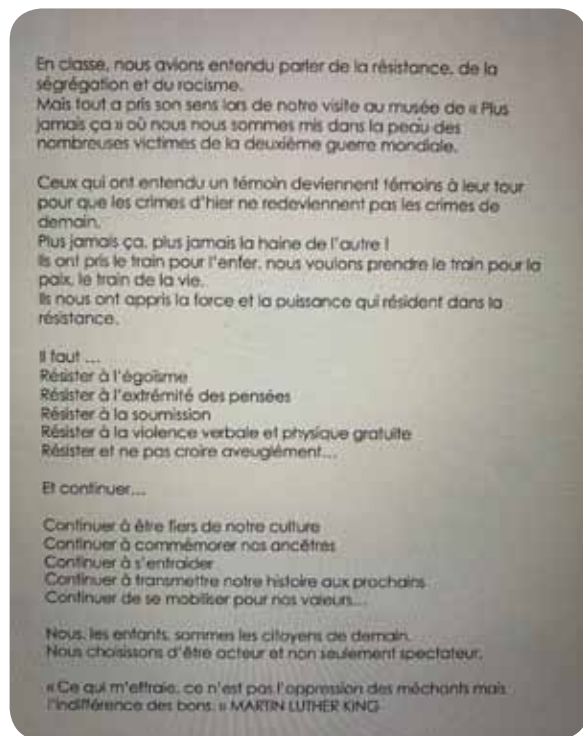 En classe, nous avions entendu parler de la résistance, de la
ségrégation et du racisme.
Mais tout a pris son sens lors de notre visite au musée de « Plus
jamais ça » où nous nous sommes mis dans la peau des
nombreuses victimes de la deuxième guerre mondiale.
Ceux qui ont entendu un témoin deviennent témoins à leur tour
pour que les crimes d'hier ne redeviennent pas les crimes de
demain.
Plus jamais ça, plus jamais la haine de l'autre !
Ils ont pris le train pour l'enfer, nous voulons prendre le train pour la
paix, le train de la vie.
Ils nous ont appris la force et la puissance qui résident dans la
résistance.
Il faut ...
Résister à l'égoïsme
Résister à l'extrémité des pensées
Résister à la soumission
Résister à la violence verbale et physique gratuite
Résister et ne pas croire aveuglément...
Et continuer...
Continuer à être fiers de notre culture
Continuer à commémorer nos ancêtres
Continuer à s'entraider
Continuer à transmettre notre histoire aux prochains
Continuer de se mobiliser pour nos valeurs...
Nous, les enfants, sommes les citoyens de demain.
Nous choisissons d'être acteur et non seulement spectateur.
« Ce qui m'effraie, ce n'est pas l'oppression des méchants mais
l'indifférence des bons. » MARTIN LUTHER KING